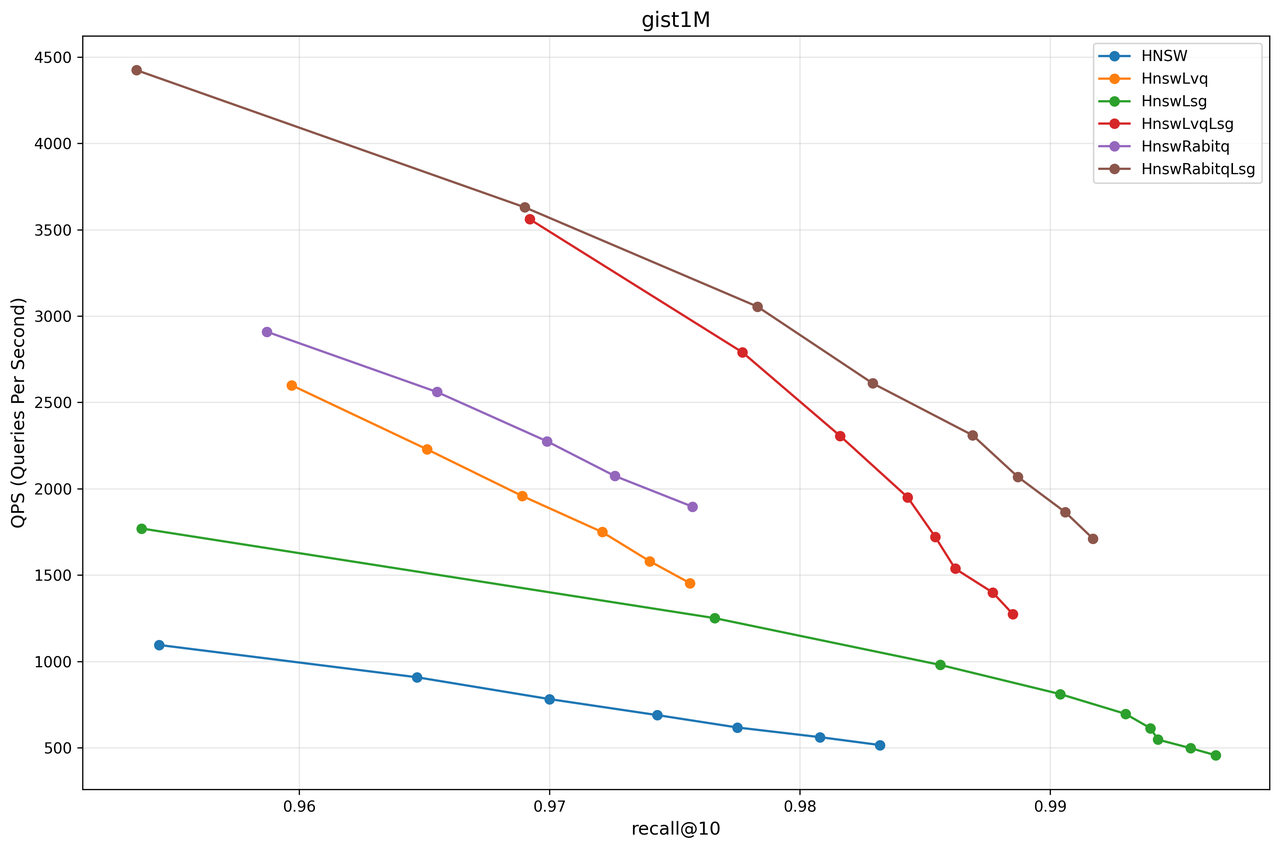 gist1M
HNSW
HnswLvq
HnswLsg
HnswLvqLsg
HnswRabitq
HnswRabitqLsg
QPS (Queries Per Second)
4500
4000
3500
3000
2500
2000
1500
1000
500
0.96 0.97 0.98 0.99
recall@10